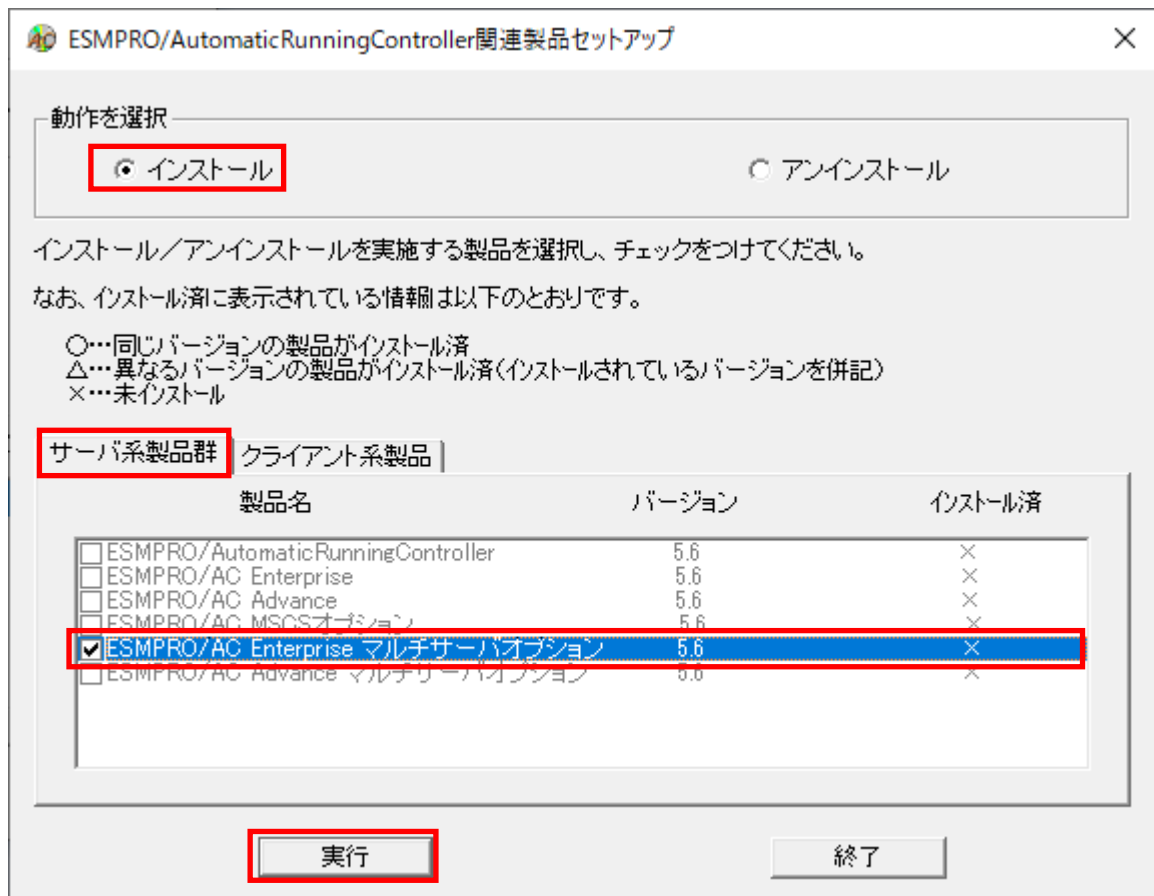 ESMPRO/AutomaticRunningController関連製品セットアップ
動作を選択
インストール アンインストール
インストール／アンインストールを実施する製品を選択し、チェックをつけてください。
なお、インストール済に表示されている情報は以下のとおりです。
○…同じバージョンの製品がインストール済
△…異なるバージョンの製品がインストール済(インストールされているバージョンを併記)
×…未インストール
サーバ系製品群 クライアント系製品
製品名 バージョン インストール済
ESMPRO/AutomaticRunningController 5.6 ×
ESMPRO/AC Enterprise 5.6 ×
ESMPRO/AC Advance 5.6 ×
ESMPRO/AC MSCSオプション 5.6 ×
ESMPRO/AC Enterprise マルチサーバオプション 5.6 ×
ESMPRO/AC Advance マルチサーバオプション 5.6 ×
実行 終了